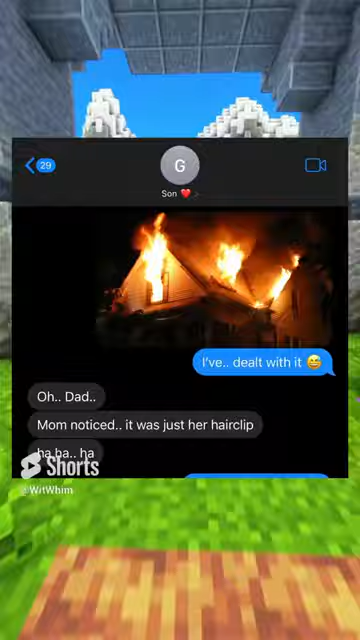 29
G
Son ❤️
I've.. dealt with it 😅
Oh.. Dad..
Mom noticed.. it was just her hairclip
ha ha.. ha
Shorts
@WitWhim